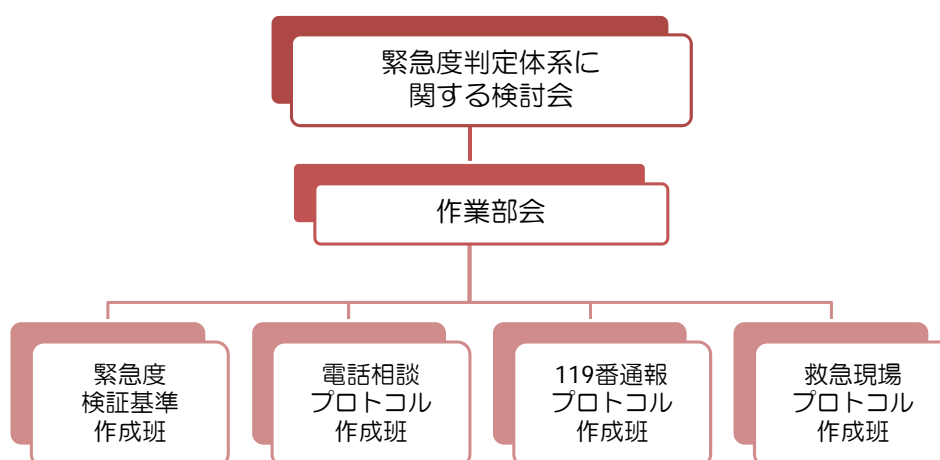 緊急度判定体系に
関する検討会
作業部会
緊急度
検証基準
作成班
電話相談
プロトコル
作成班
119番通報
プロトコル
作成班
救急現場
プロトコル
作成班